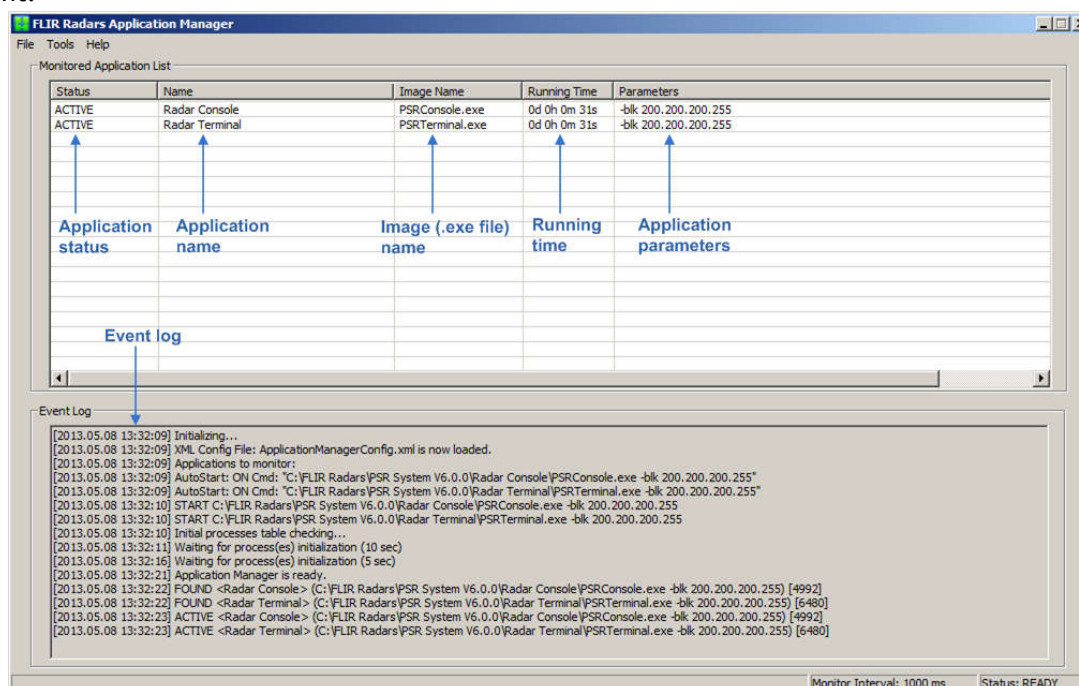 FLIR Radars Application Manager
File Tools Help
Monitored Application List
Status Name Image Name Running Time Parameters
ACTIVE Radar Console PSRConsole.exe 0d 0h 0m 31s -blk 200.200.200.255
ACTIVE Radar Terminal PSRTerminal.exe 0d 0h 0m 31s -blk 200.200.200.255
Application status
Application name
Image (.exe file) name
Running time
Application parameters
Event log
Event Log
[2013.05.08 13:32:09] Initializing...
[2013.05.08 13:32:09] XML Config File: ApplicationManagerConfig.xml is now loaded.
[2013.05.08 13:32:09] Applications to monitor:
[2013.05.08 13:32:09] AutoStart: ON Cmd: "C:\FLIR Radars\PSR System V6.0.0\Radar Console\PSRConsole.exe -blk 200.200.200.255"
[2013.05.08 13:32:09] AutoStart: ON Cmd: "C:\FLIR Radars\PSR System V6.0.0\Radar Terminal\PSRTerminal.exe -blk 200.200.200.255"
[2013.05.08 13:32:10] START C:\FLIR Radars\PSR System V6.0.0\Radar Console\PSRConsole.exe -blk 200.200.200.255
[2013.05.08 13:32:10] START C:\FLIR Radars\PSR System V6.0.0\Radar Terminal\PSRTerminal.exe -blk 200.200.200.255
[2013.05.08 13:32:10] Initial processes table checking...
[2013.05.08 13:32:11] Waiting for process(es) initialization (10 sec)
[2013.05.08 13:32:16] Waiting for process(es) initialization (5 sec)
[2013.05.08 13:32:21] Application Manager is ready.
[2013.05.08 13:32:22] FOUND <Radar Console> (C:\FLIR Radars\PSR System V6.0.0\Radar Console\PSRConsole.exe -blk 200.200.200.255) [4992]
[2013.05.08 13:32:22] FOUND <Radar Terminal> (C:\FLIR Radars\PSR System V6.0.0\Radar Terminal\PSRTerminal.exe -blk 200.200.200.255) [6480]
[2013.05.08 13:32:23] ACTIVE <Radar Console> (C:\FLIR Radars\PSR System V6.0.0\Radar Console\PSRConsole.exe -blk 200.200.200.255) [4992]
[2013.05.08 13:32:23] ACTIVE <Radar Terminal> (C:\FLIR Radars\PSR System V6.0.0\Radar Terminal\PSRTerminal.exe -blk 200.200.200.255) [6480]
Monitor Interval: 1000 ms Status: READY